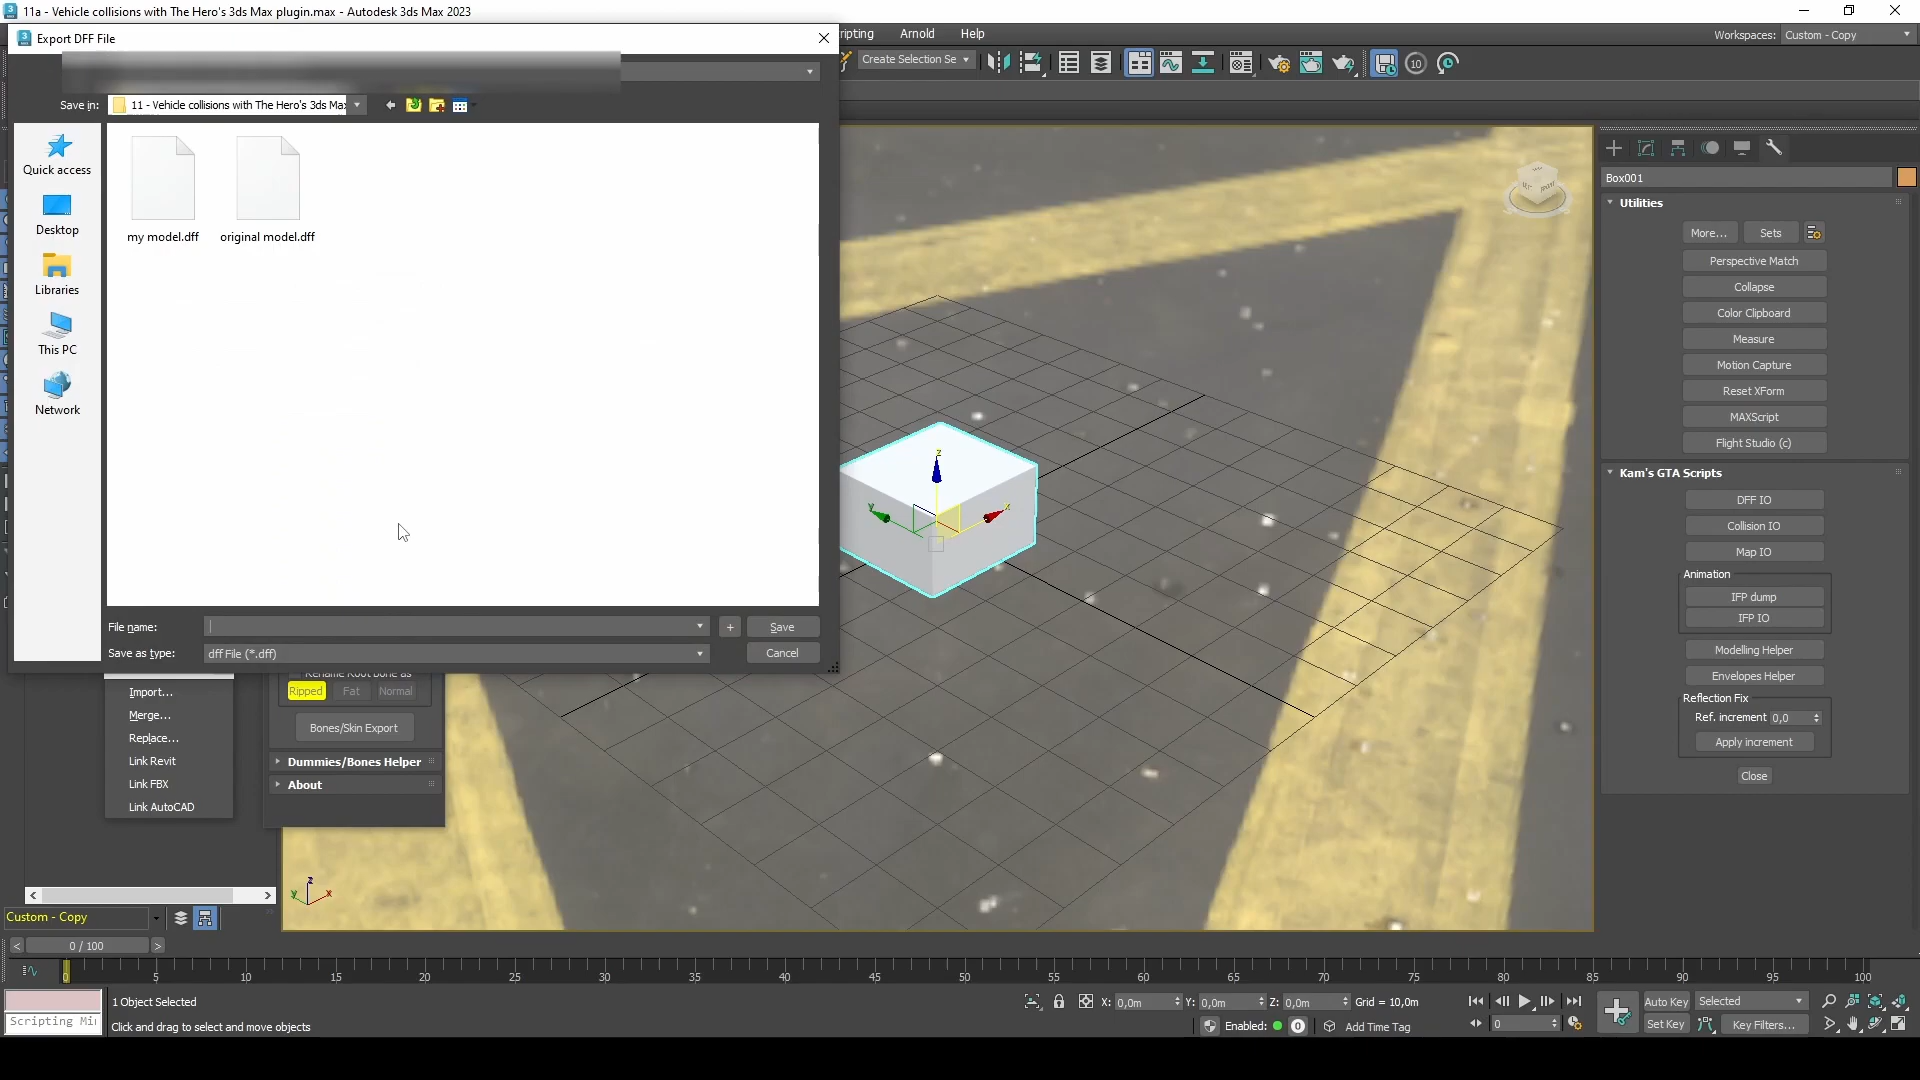 11a - Vehicle collisions with The Hero's 3ds Max plugin.max - Autodesk 3ds Max 2023
Export DFF File
ripting
Arnold
Help
Workspaces:
Custom - Copy
Create Selection Se
10
Save in:
11 - Vehicle collisions with The Hero's 3ds Max
Quick access
Desktop
Libraries
This PC
Network
my model.dff
original model.dff
File name:
+
Save
Save as type:
dff File (*.dff)
Cancel
Rename Root Bone as
Ripped
Fat
Normal
Bones/Skin Export
Dummies/Bones Helper
About
Import...
Merge...
Replace...
Link Revit
Link FBX
Link AutoCAD
z
y
x
z
y
x
Box001
Utilities
More...
Sets
Perspective Match
Collapse
Color Clipboard
Measure
Motion Capture
Reset XForm
MAXScript
Flight Studio (c)
Kam's GTA Scripts
DFF IO
Collision IO
Map IO
Animation
IFP dump
IFP IO
Modelling Helper
Envelopes Helper
Reflection Fix
Ref. increment 0,0
Apply increment
Close
Custom - Copy
0 / 100
0 5 10 15 20 25 30 35 40 45 50 55 60 65 70 75 80 85 90 95 100
1 Object Selected
Click and drag to select and move objects
Scripting Mi
X: 0,0m
Y: 0,0m
Z: 0,0m
Grid = 10,0m
Enabled:
0
Add Time Tag
0
Auto Key
Selected
Set Key
Key Filters...